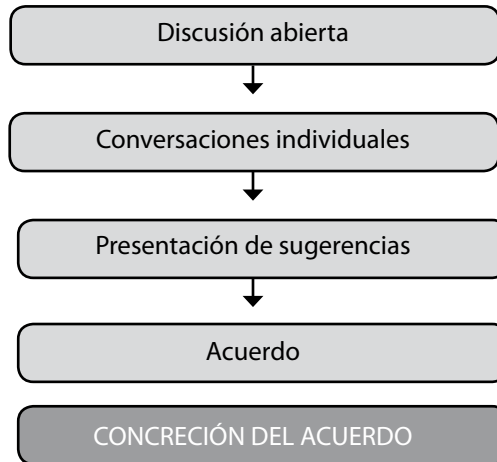 Discusión abierta
Conversaciones individuales
Presentación de sugerencias
Acuerdo
CONCRECIÓN DEL ACUERDO